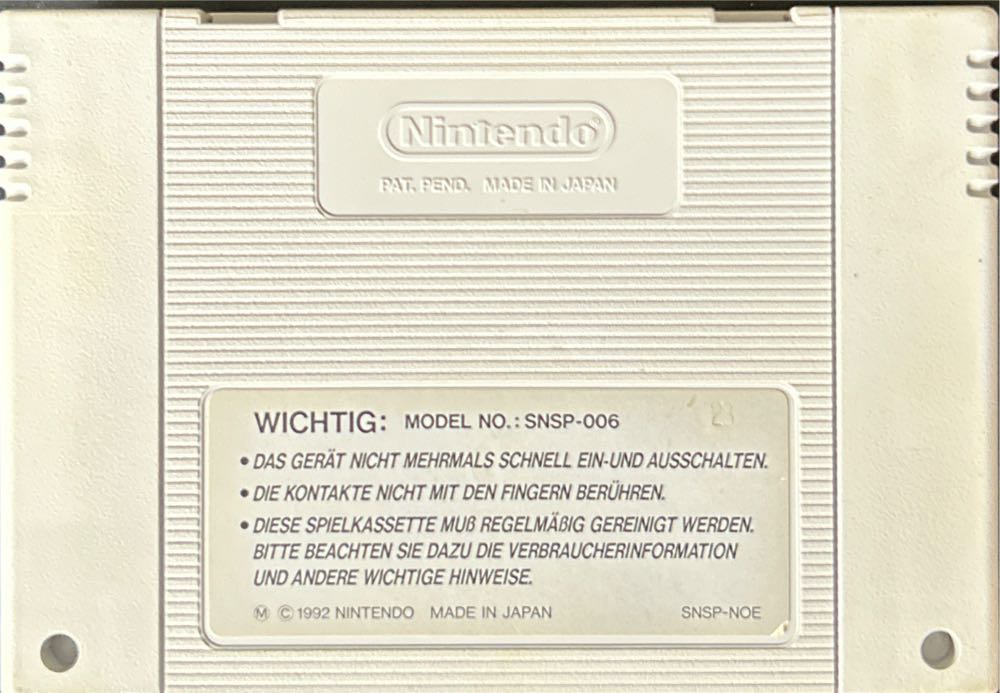 Nintendo®
PAT. PEND. MADE IN JAPAN
WICHTIG: MODEL NO.: SNSP-006
23
• DAS GERÄT NICHT MEHRMALS SCHNELL EIN-UND AUSSCHALTEN.
• DIE KONTAKTE NICHT MIT DEN FINGERN BERÜHREN.
• DIESE SPIELKASSETTE MUß REGELMÄßIG GEREINIGT WERDEN.
BITTE BEACHTEN SIE DAZU DIE VERBRAUCHERINFORMATION
UND ANDERE WICHTIGE HINWEISE.
Ⓜ ©1992 NINTENDO MADE IN JAPAN SNSP-NOE